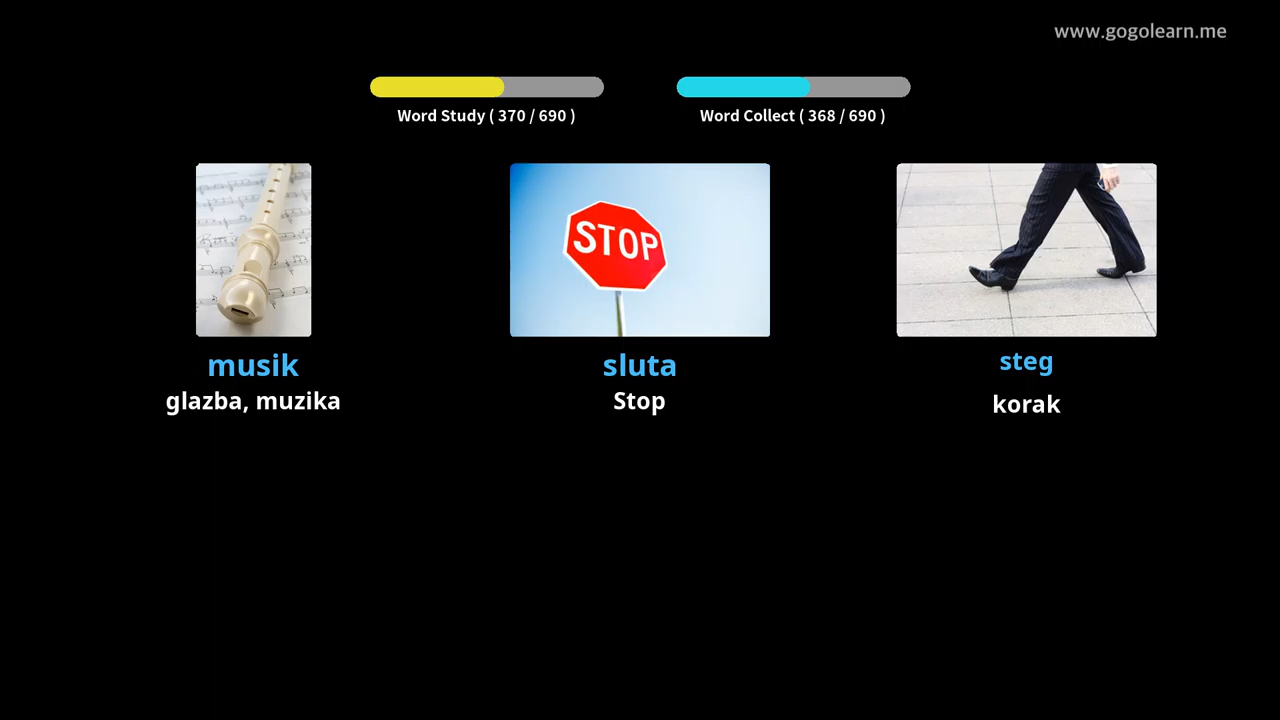 www.gogolearn.me
Word Study ( 370 / 690 )
Word Collect ( 368 / 690 )
STOP
musik
sluta
steg
glazba, muzika
Stop
korak